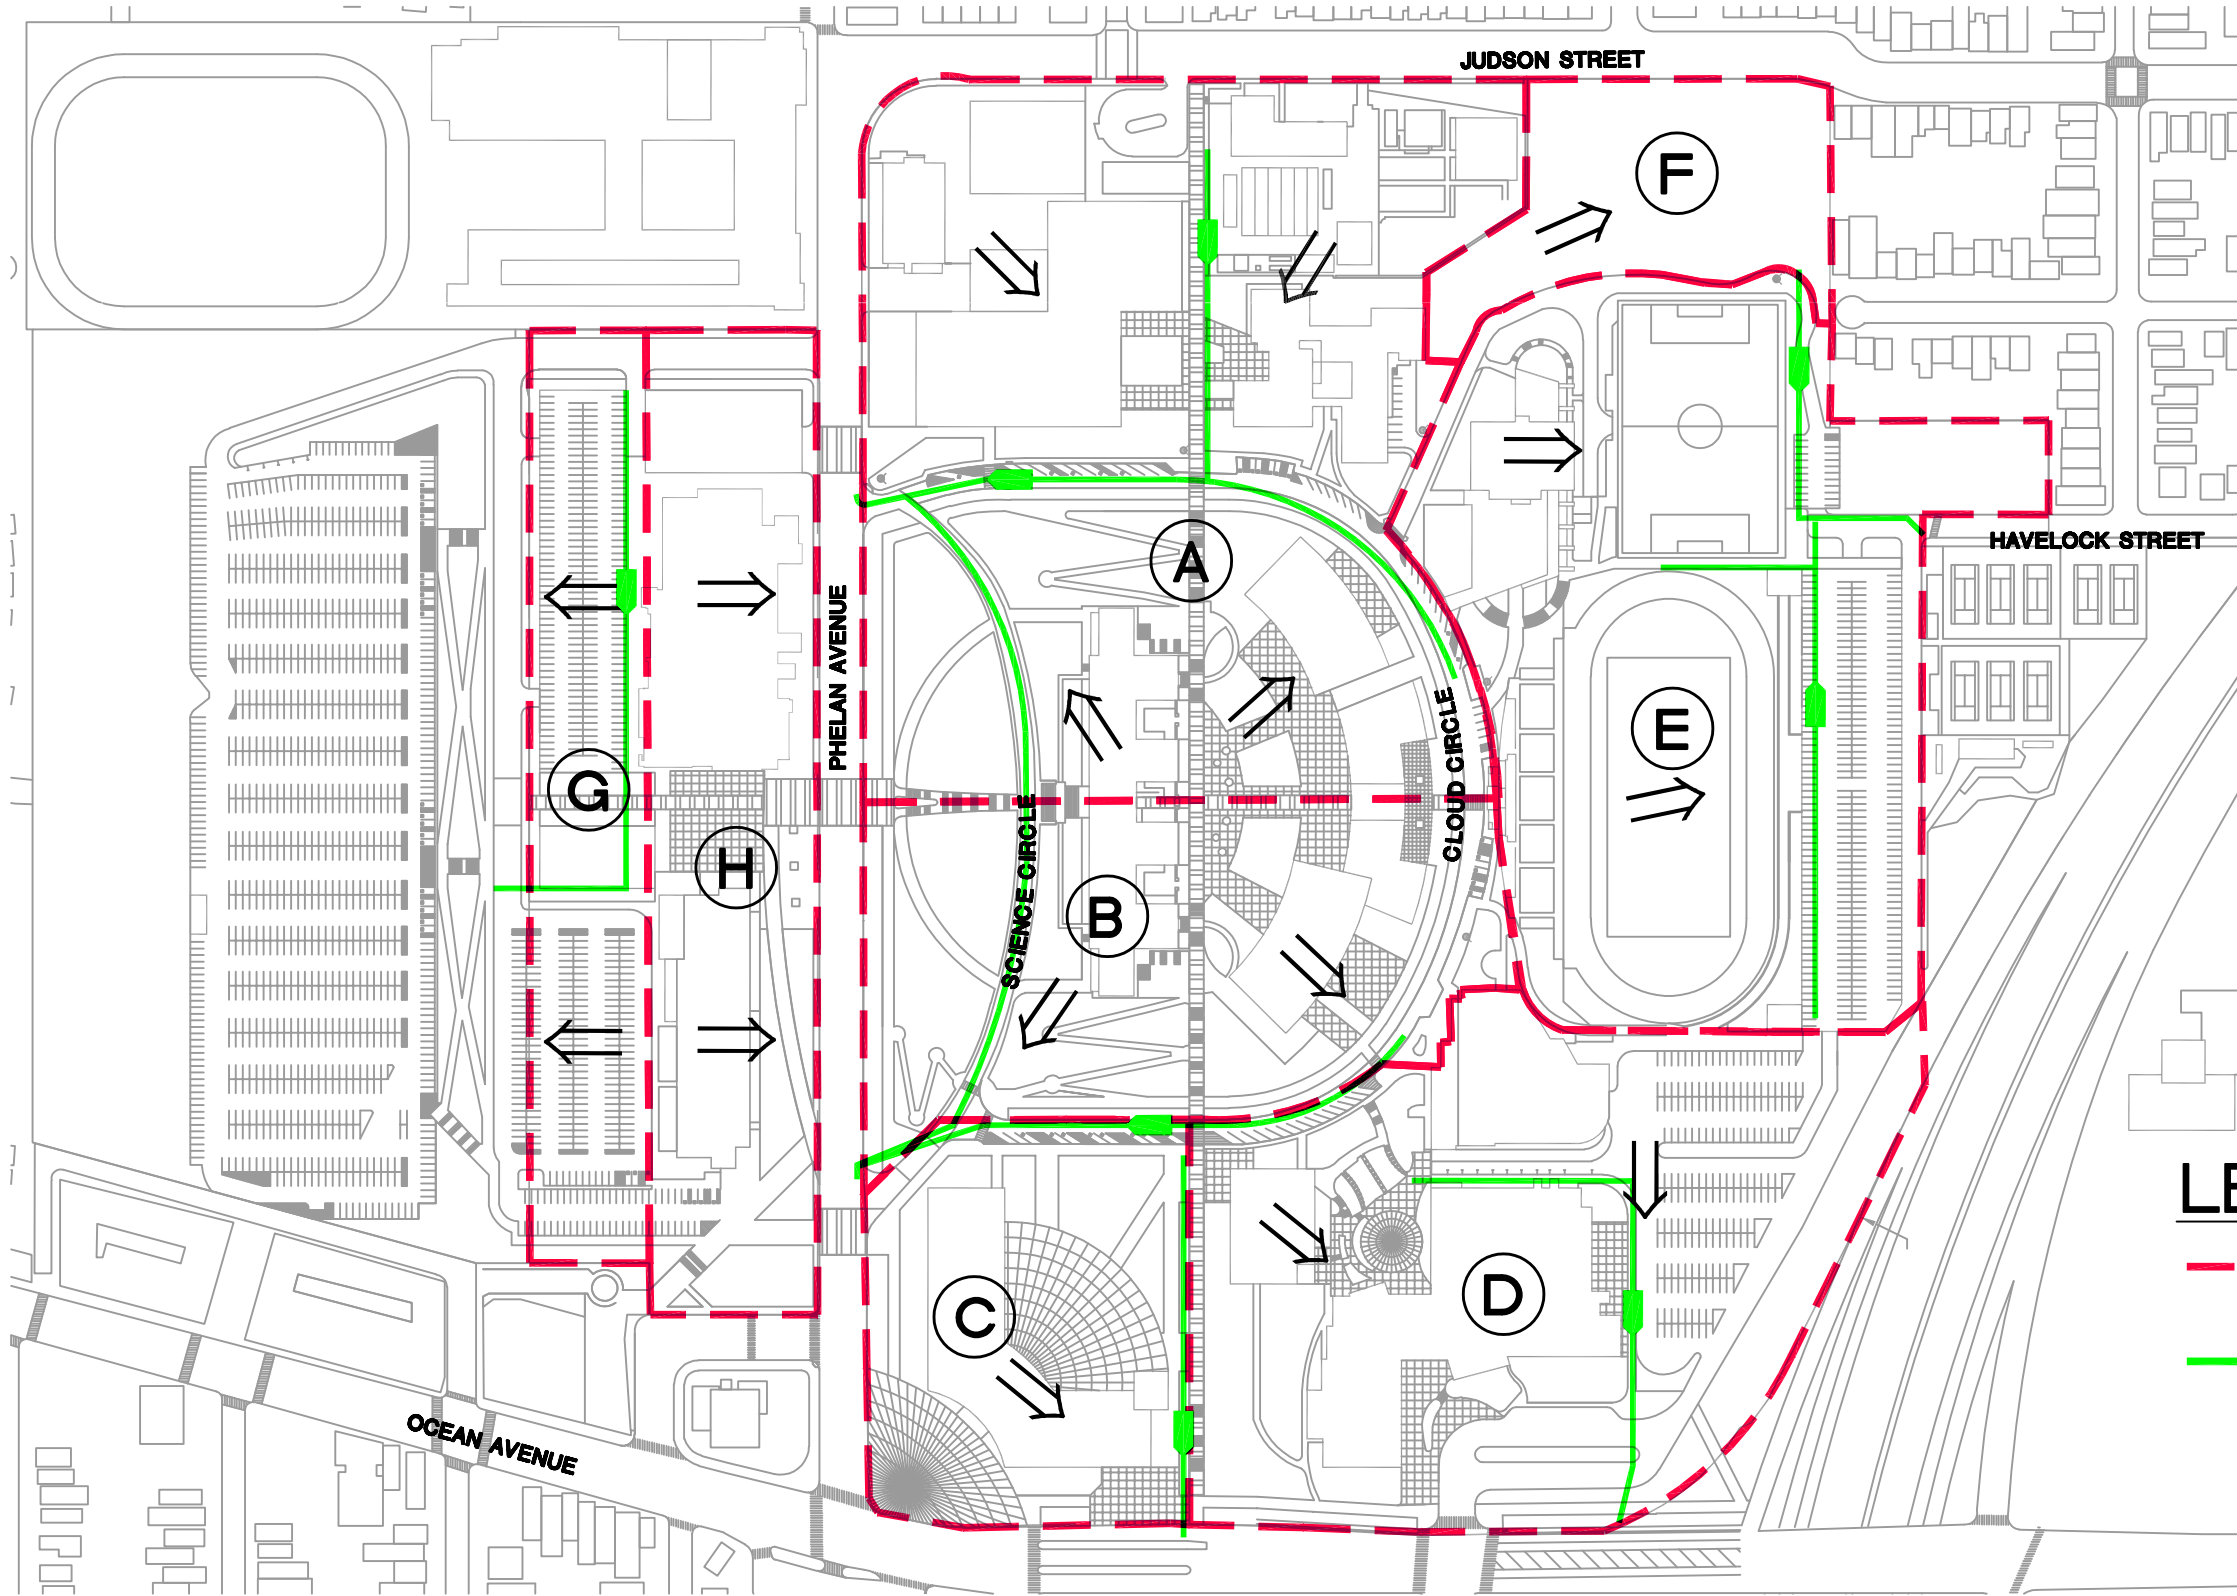 JUDSON STREET
F
A
HAVELOCK STREET
PHELAN AVENUE
CLOUD CIRCLE
E
G
SCIENCE CIRCLE
H
B
LE
D
C
OCEAN AVENUE